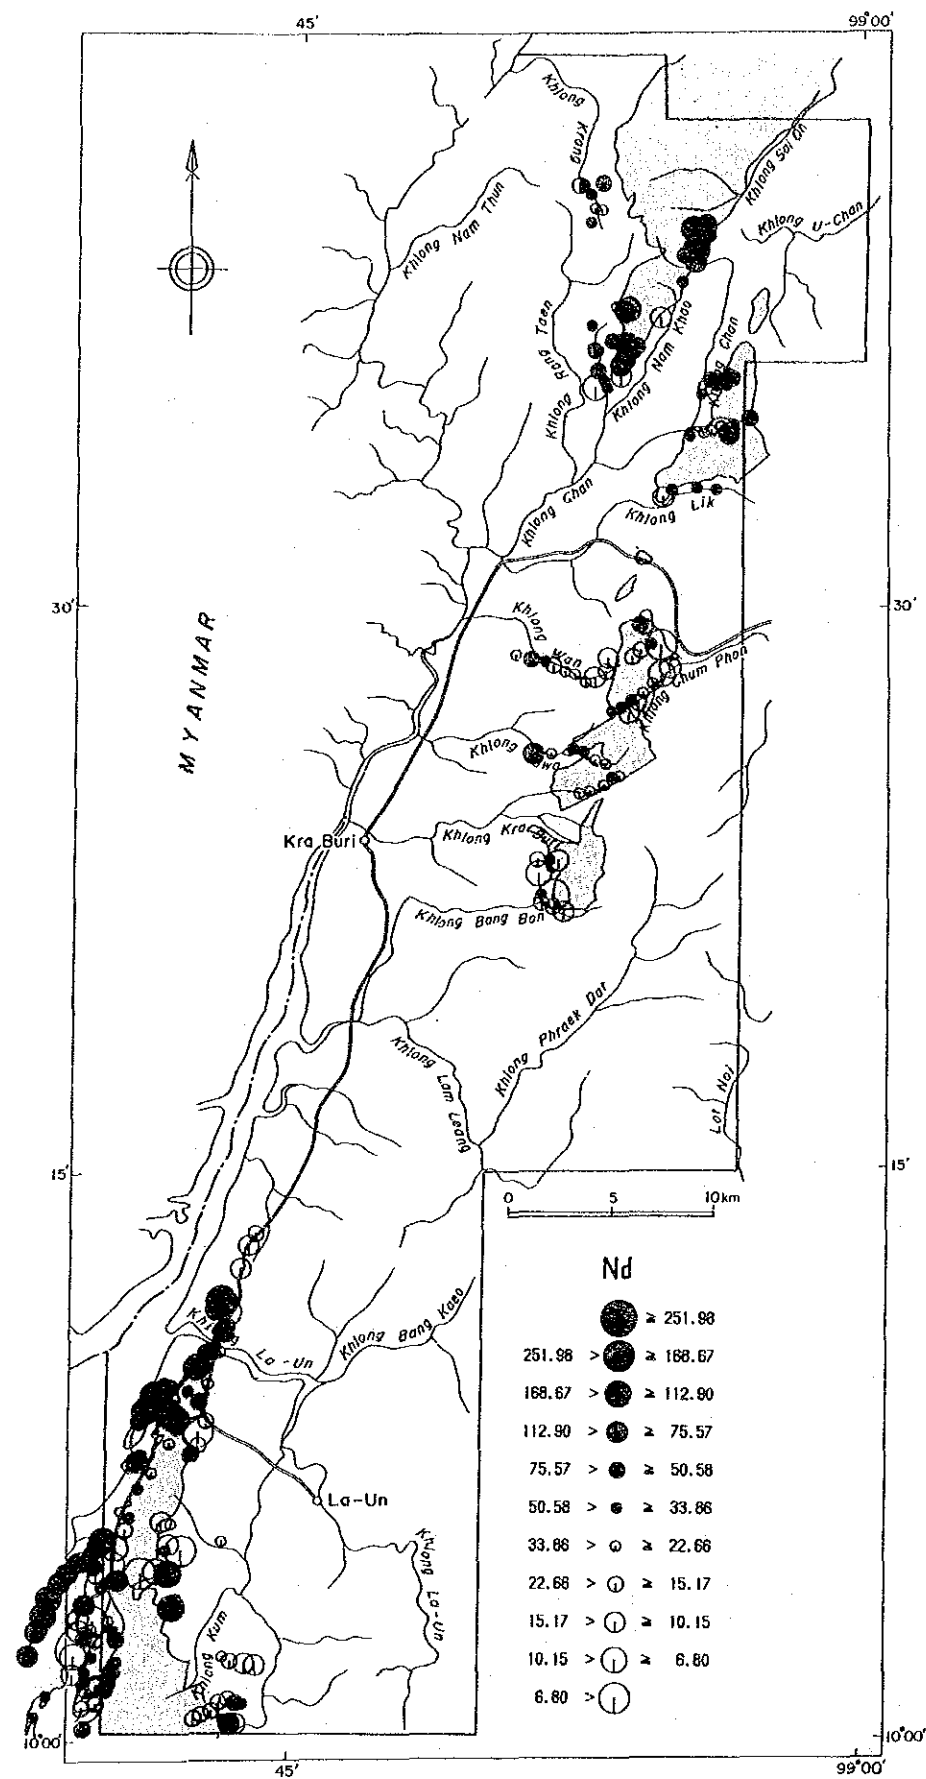 45'
99°00'
Khlong
Krong
Khlong Sai On
Khlong U-Chan
Khlong Nam Thun
Khlong Rang Taen
Khlong Nam Khao
Chan
Khlong Chan
Khlong Lik
30'
30'
MYANMAR
Khlong
Wan
Khlong Chum Phon
Khlong
Kra Buri
Khlong Kra Buri
Khlong Bang Ban
Khlong Phraek Dat
Khlong Lam Leang
Lot Noi
15'
15'
0 5 10km
Nd
≥ 251.98
251.98 > ≥ 168.67
168.67 > ≥ 112.90
112.90 > ≥ 75.57
75.57 > ≥ 50.58
50.58 > ≥ 33.86
33.86 > ≥ 22.66
22.66 > ≥ 15.17
15.17 > ≥ 10.15
10.15 > ≥ 6.80
6.80 >
Khlong
La-Un
Khlong Bang Kaeo
La-Un
Khlong La-Un
Khlong Kum
10°00'
10°00'
45'
99°00'